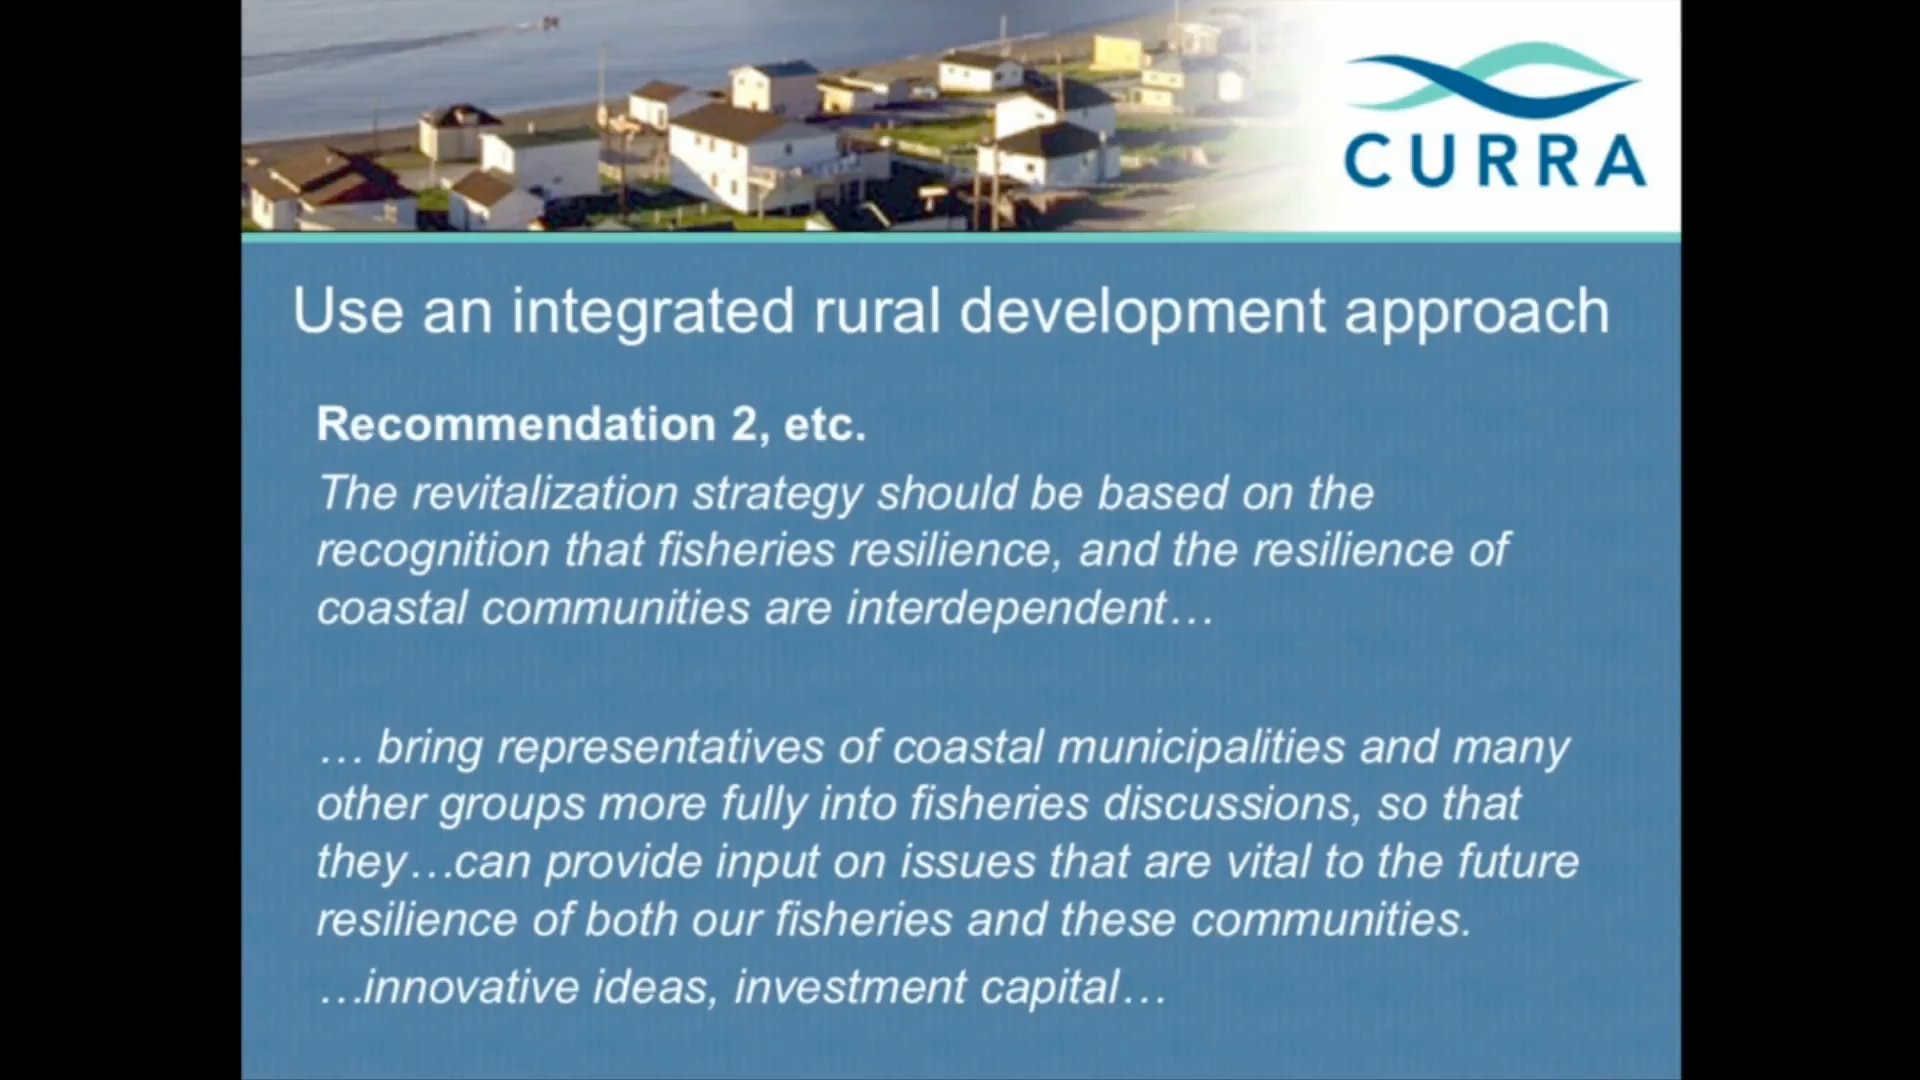 CURRA
Use an integrated rural development approach
Recommendation 2, etc.
The revitalization strategy should be based on the
recognition that fisheries resilience, and the resilience of
coastal communities are interdependent…
… bring representatives of coastal municipalities and many
other groups more fully into fisheries discussions, so that
they…can provide input on issues that are vital to the future
resilience of both our fisheries and these communities.
…innovative ideas, investment capital…